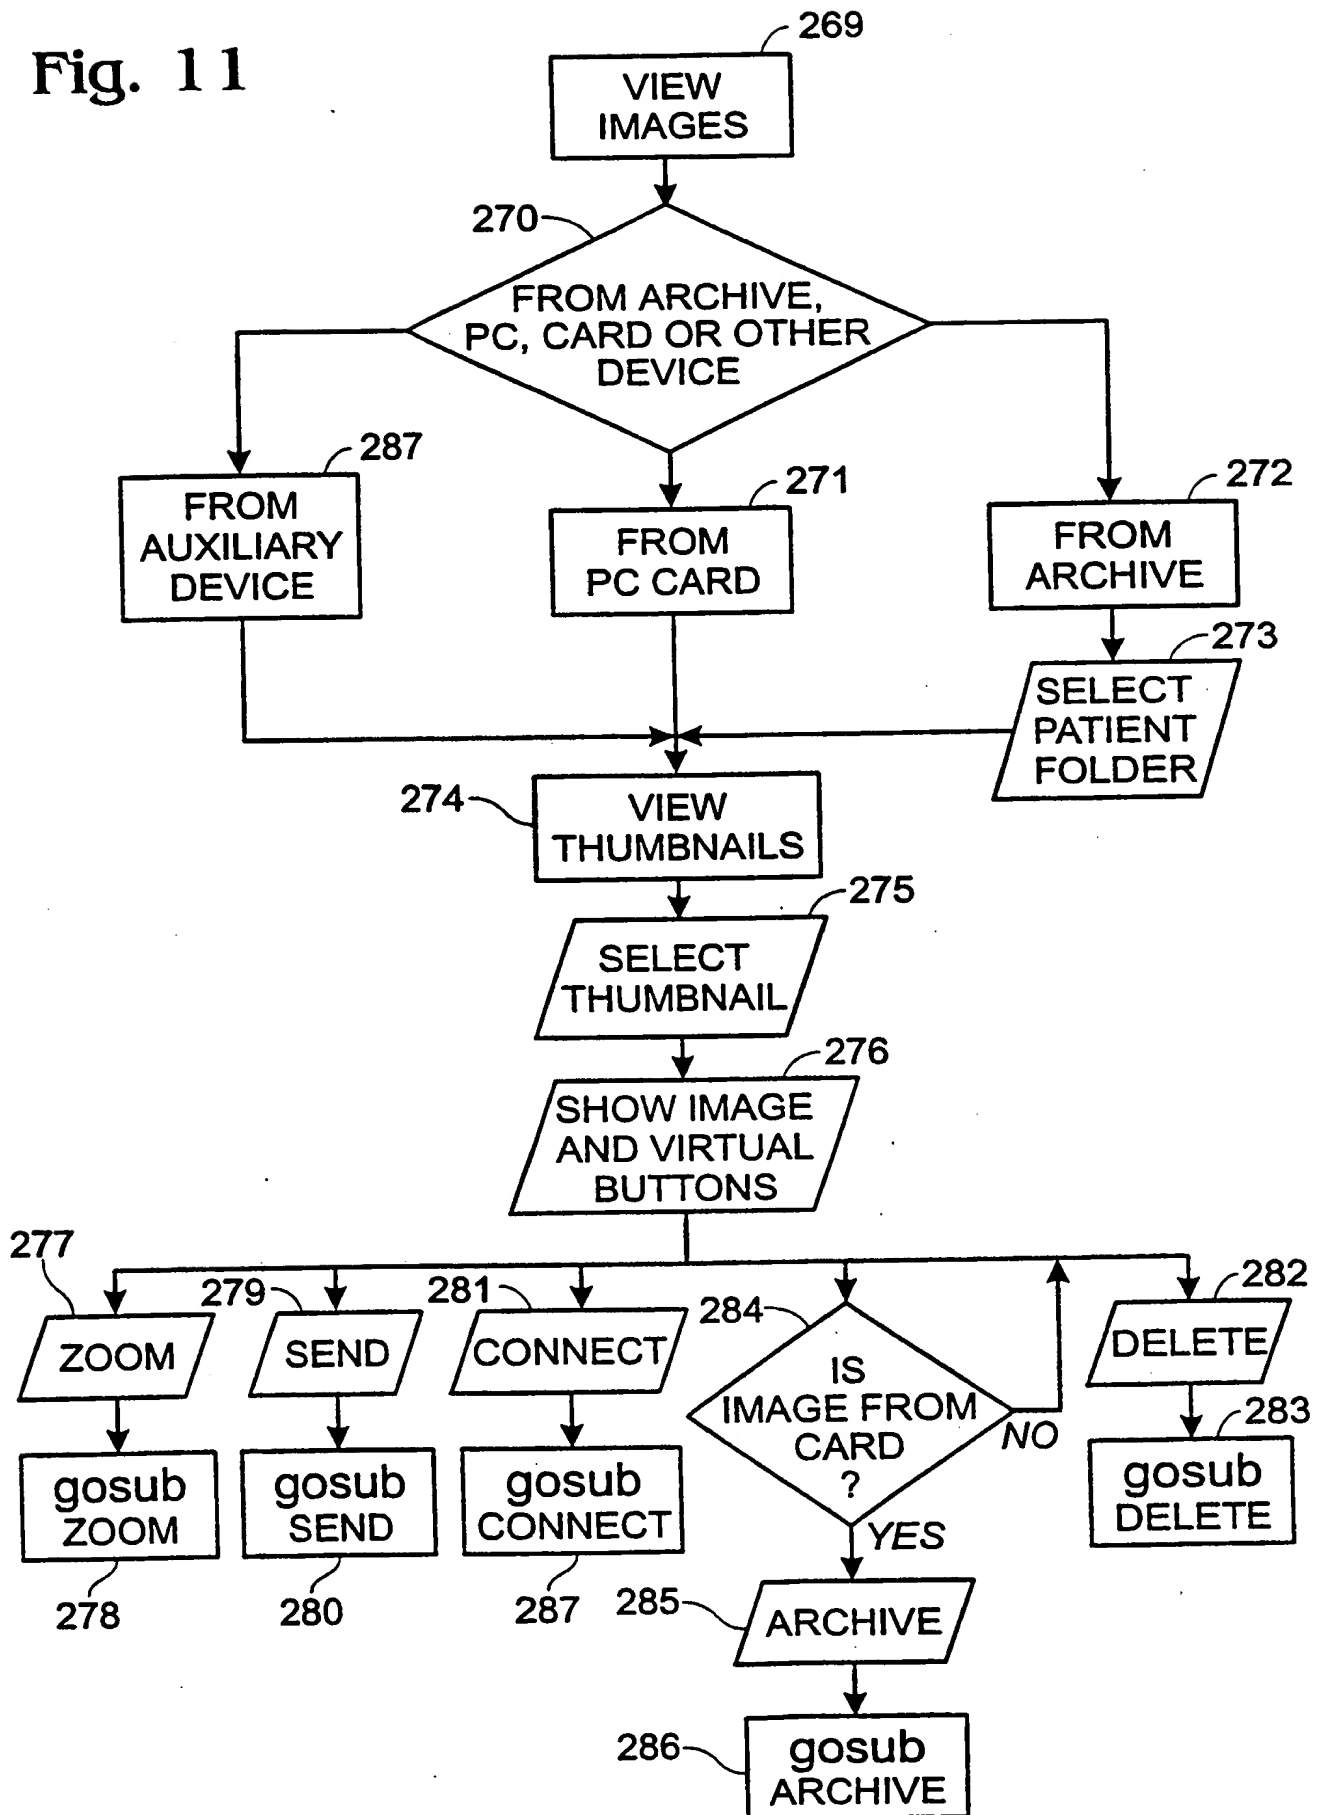 Fig. 11
269
VIEW
IMAGES
270
FROM ARCHIVE,
PC, CARD OR OTHER
DEVICE
287
FROM
AUXILIARY
DEVICE
271
FROM
PC CARD
272
FROM
ARCHIVE
273
SELECT
PATIENT
FOLDER
274
VIEW
THUMBNAILS
275
SELECT
THUMBNAIL
276
SHOW IMAGE
AND VIRTUAL
BUTTONS
277
ZOOM
gosub
ZOOM
278
279
SEND
gosub
SEND
280
281
CONNECT
gosub
CONNECT
287
284
IS
IMAGE FROM
CARD
?
NO
YES
285
ARCHIVE
286
gosub
ARCHIVE
282
DELETE
283
gosub
DELETE